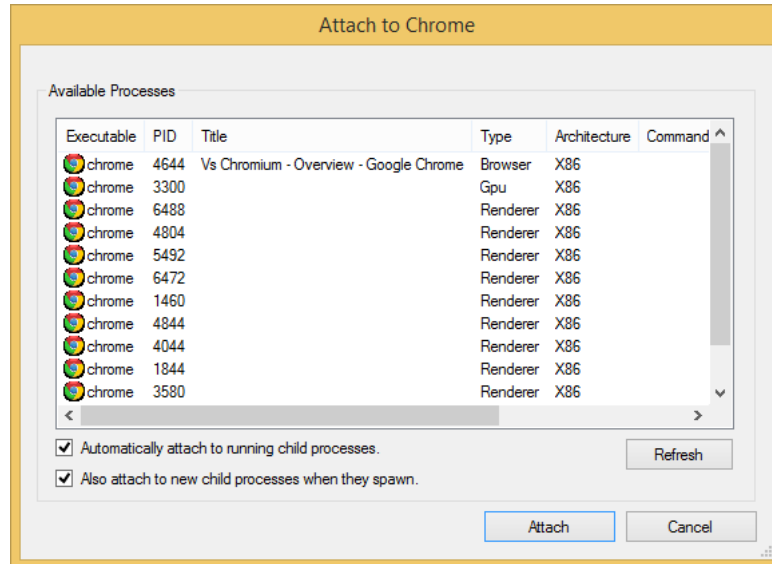 Attach to Chrome
Available Processes
Executable PID Title Type Architecture Command
chrome 4644 Vs Chromium - Overview - Google Chrome Browser X86
chrome 3300 Gpu X86
chrome 6488 Renderer X86
chrome 4804 Renderer X86
chrome 5492 Renderer X86
chrome 6472 Renderer X86
chrome 1460 Renderer X86
chrome 4844 Renderer X86
chrome 4044 Renderer X86
chrome 1844 Renderer X86
chrome 3580 Renderer X86
Automatically attach to running child processes.
Refresh
Also attach to new child processes when they spawn.
Attach Cancel